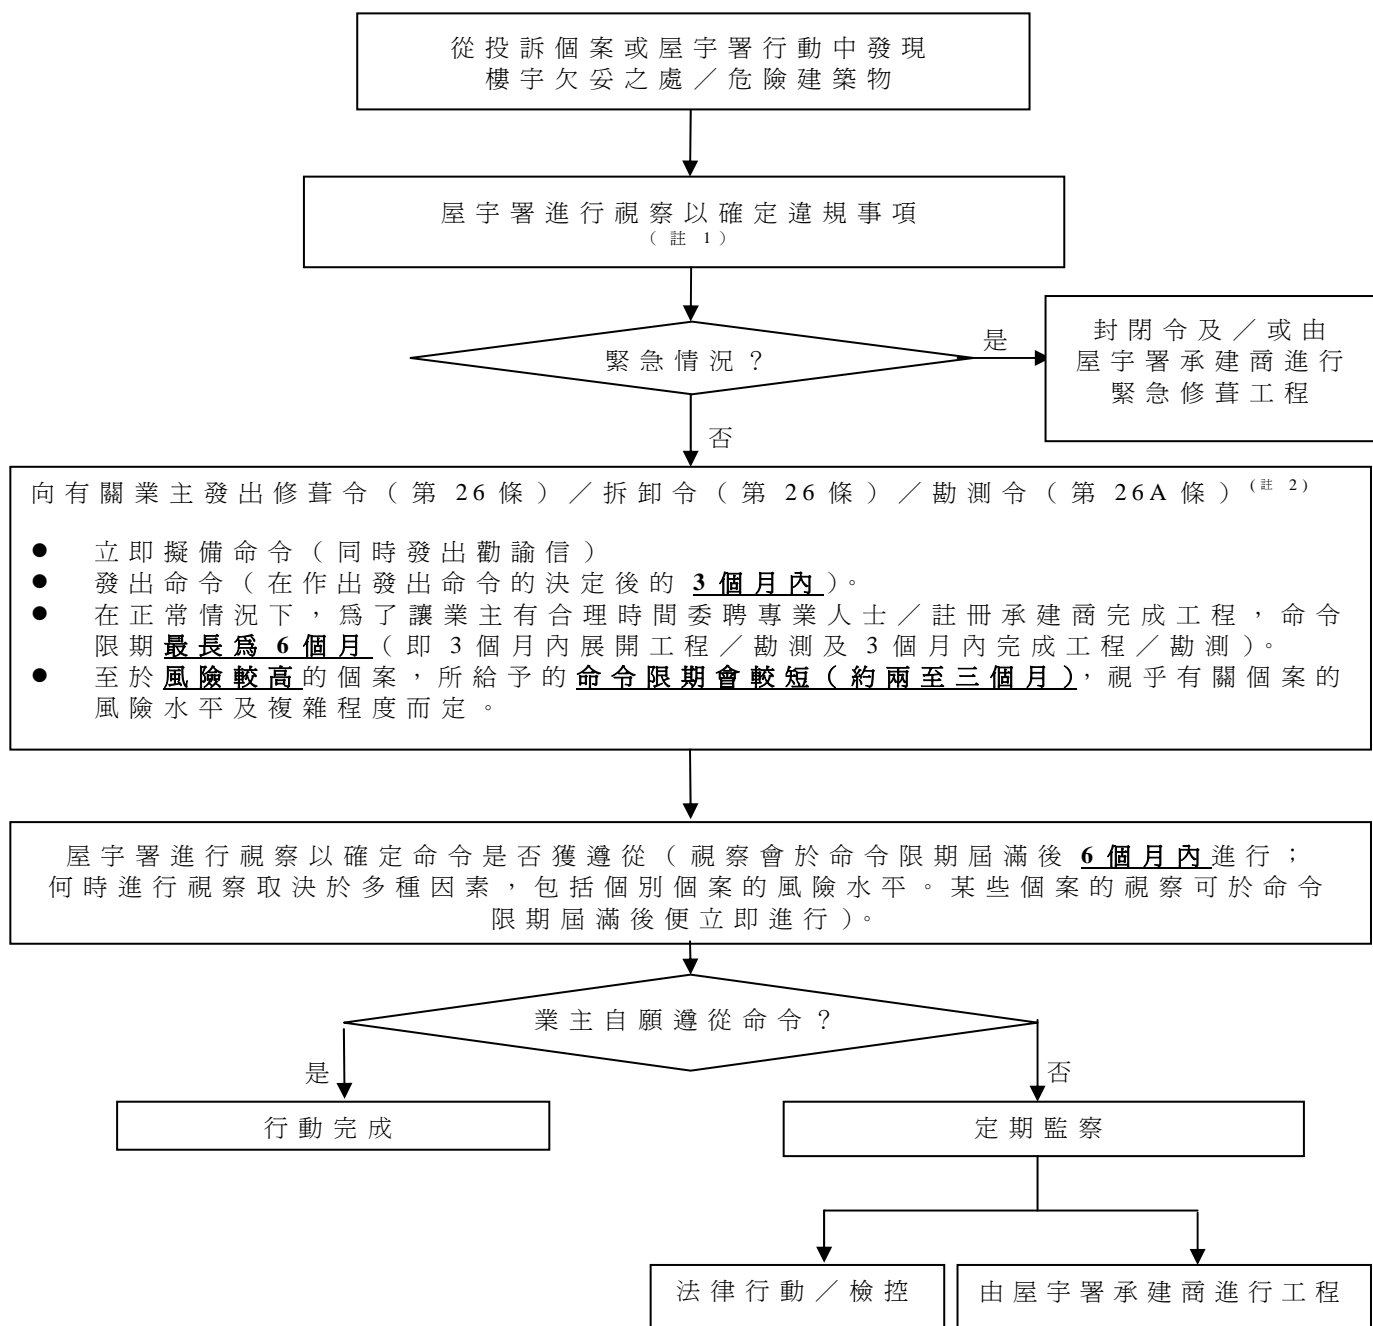 從投訴個案或屋宇署行動中發現
樓宇欠妥之處／危險建築物
屋宇署進行視察以確定違規事項
（註 1）
緊急情況？
是
封閉令及／或由
屋宇署承建商進行
緊急修葺工程
否
向有關業主發出修葺令（第 26 條）／拆卸令（第 26 條）／勘測令（第 26A 條）（註 2）
● 立即擬備命令（同時發出勸諭信）
● 發出命令（在作出發出命令的決定後的 3 個月內）。
● 在正常情況下，為了讓業主有合理時間委聘專業人士／註冊承建商完成工程，命令
限期最長為 6 個月（即 3 個月內展開工程／勘測及 3 個月內完成工程／勘測）。
● 至於風險較高的個案，所給予的命令限期會較短（約兩至三個月），視乎有關個案的
風險水平及複雜程度而定。
屋宇署進行視察以確定命令是否獲遵從（視察會於命令限期屆滿後 6 個月內進行；
何時進行視察取決於多種因素，包括個別個案的風險水平。某些個案的視察可於命令
限期屆滿後便立即進行）。
業主自願遵從命令？
是
否
行動完成
定期監察
法律行動／檢控
由屋宇署承建商進行工程